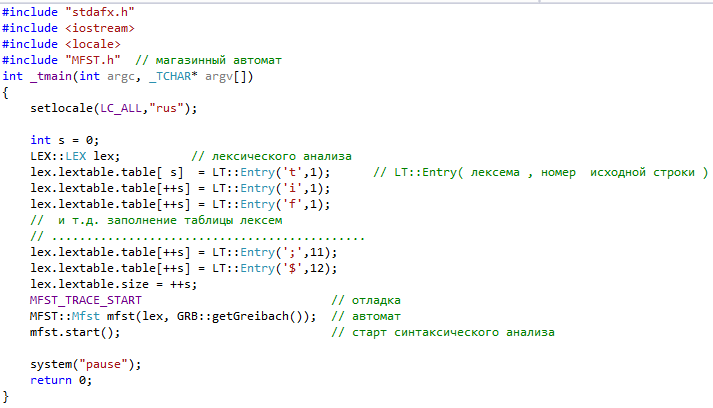 #include "stdafx.h"
#include <iostream>
#include <locale>
#include "MFST.h"  // магазинный автомат
int _tmain(int argc, _TCHAR* argv[])
{
    setlocale(LC_ALL,"rus");

    int s = 0;
    LEX::LEX lex;          // лексического анализа
    lex.lextable.table[ s]  = LT::Entry('t',1);      // LT::Entry( лексема , номер  исходной строки )
    lex.lextable.table[++s] = LT::Entry('i',1);
    lex.lextable.table[++s] = LT::Entry('f',1);
    //  и т.д. заполнение таблицы лексем
    // .............................................
    lex.lextable.table[++s] = LT::Entry(';',11);
    lex.lextable.table[++s] = LT::Entry('$',12);
    lex.lextable.size = ++s;
    MFST_TRACE_START                           // отладка
    MFST::Mfst mfst(lex, GRB::getGreibach());  // автомат
    mfst.start();                              // старт синтаксического анализа

    system("pause");
    return 0;
}